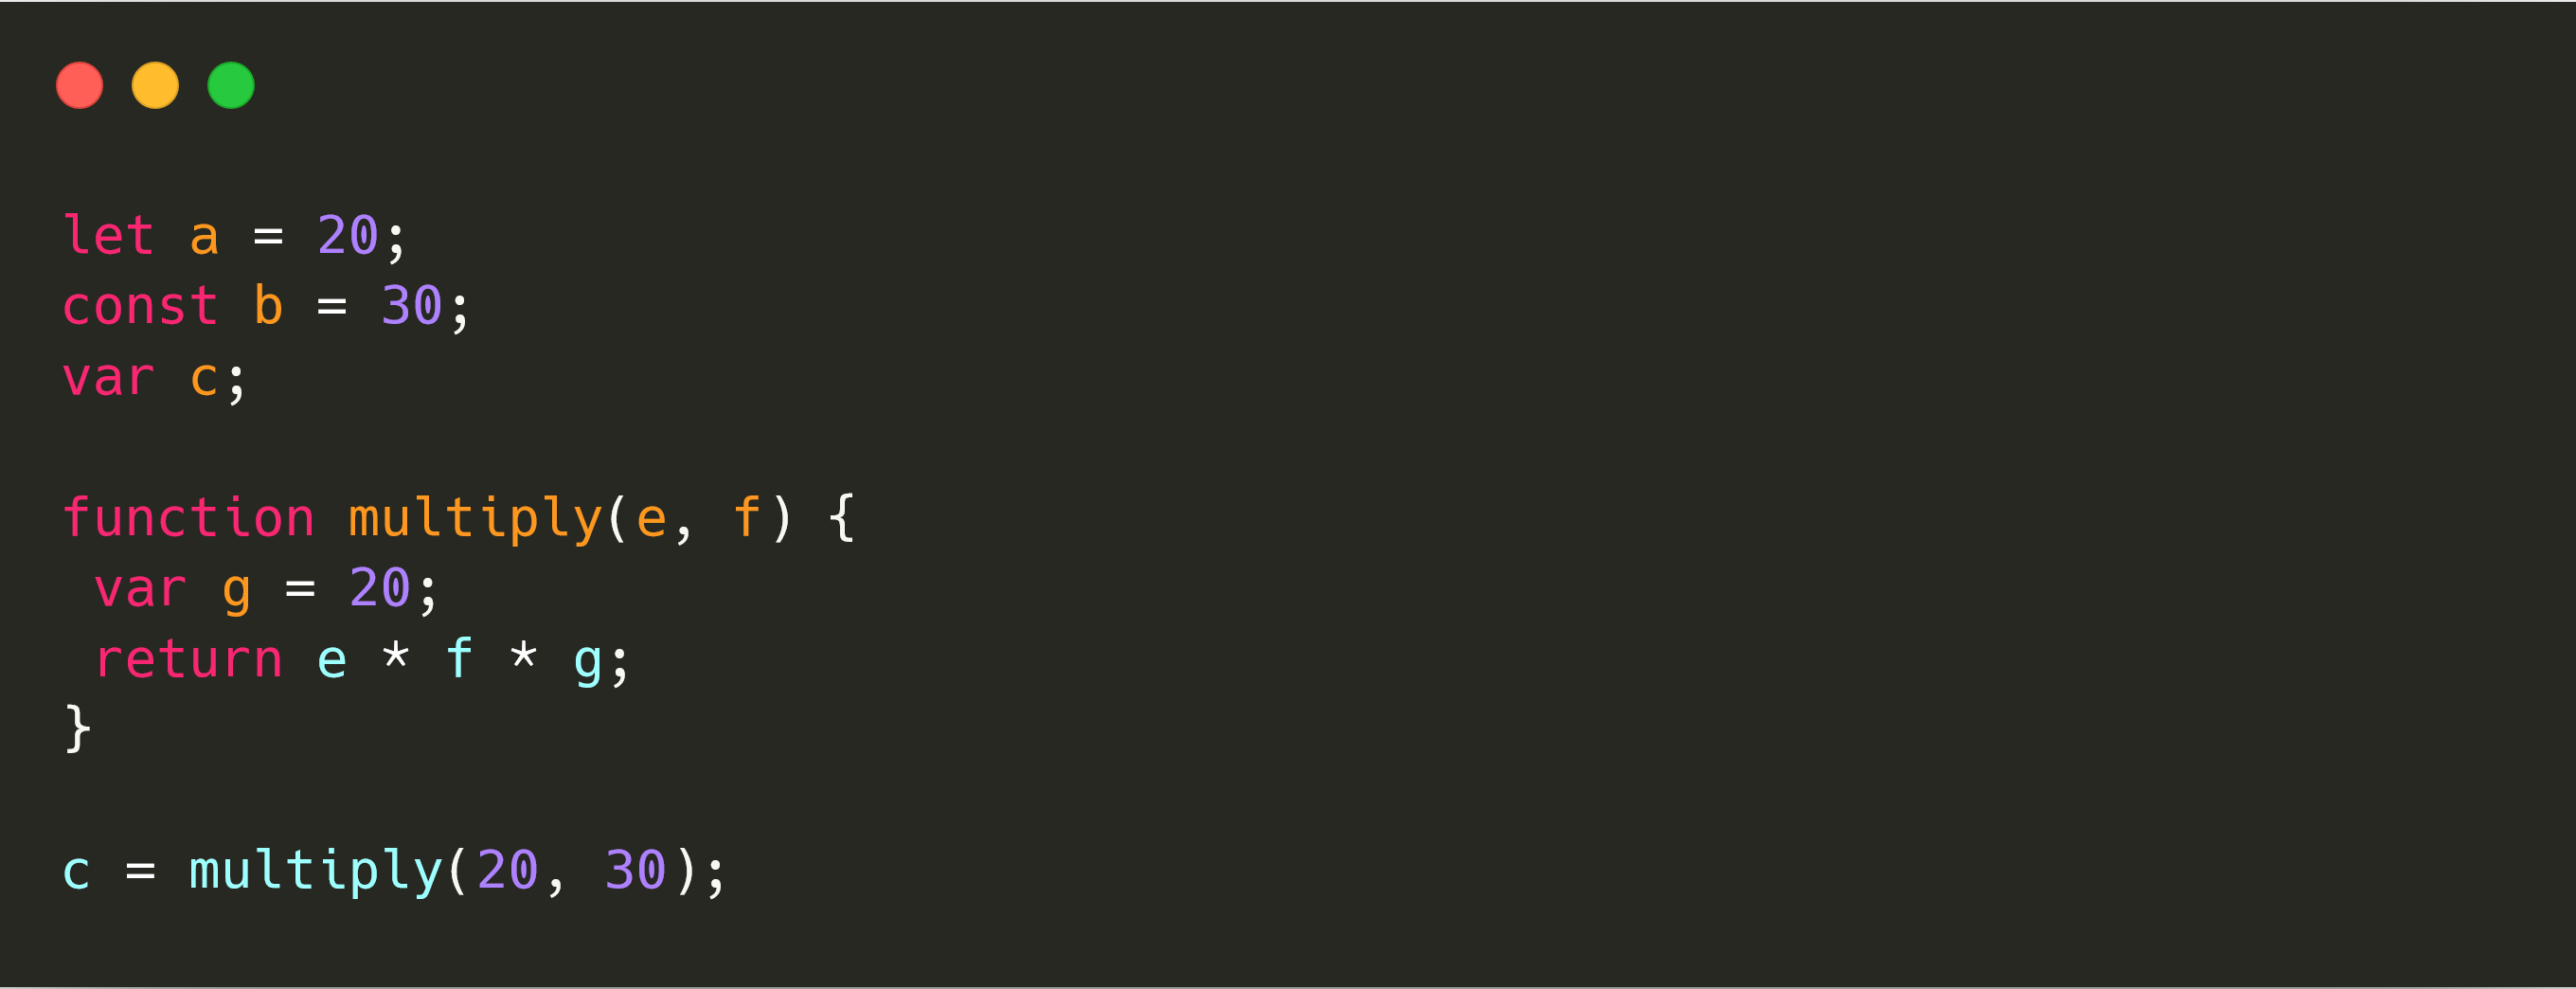 let a = 20;
const b = 30;
var c;

function multiply(e, f) {
 var g = 20;
 return e * f * g;
}

c = multiply(20, 30);